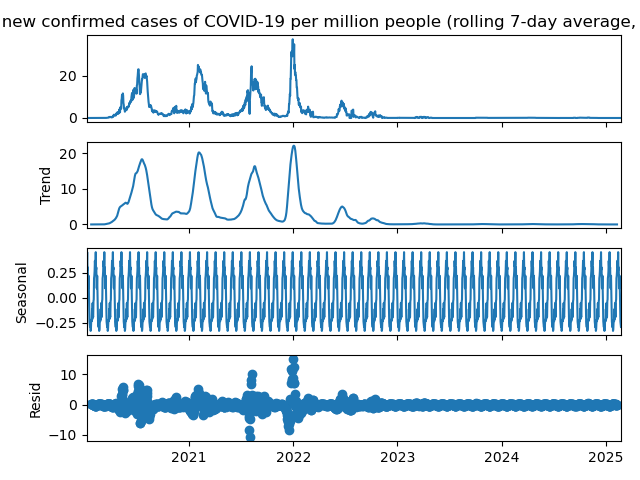 new confirmed cases of COVID-19 per million people (rolling 7-day average,
20
0
Trend
20
10
0
Seasonal
0.25
0.00
−0.25
Resid
10
0
−10
2021 2022 2023 2024 2025